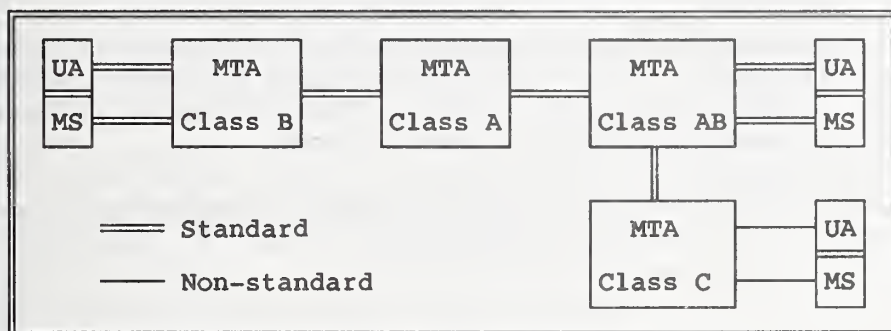 UA MTA MTA MTA UA
MS Class B Class A Class AB MS
Standard MTA UA
Non-standard Class C MS